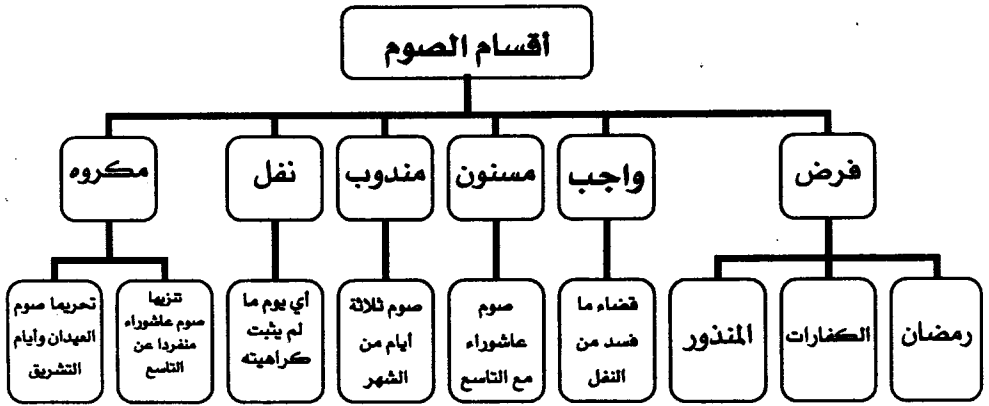 أقسام الصوم
فرض
واجب
مسنون
مندوب
نفل
مكروه
رمضان
الكفارات
المنذور
قضاء ما
فسد من
النفل
صوم
عاشوراء
مع التاسع
صوم ثلاثة
أيام من
الشهر
أي يوم ما
لم يثبت
كراهيته
تنزيها
صوم عاشوراء
منفردا عن
التاسع
تحريما صوم
العيدان وأيام
التشريق